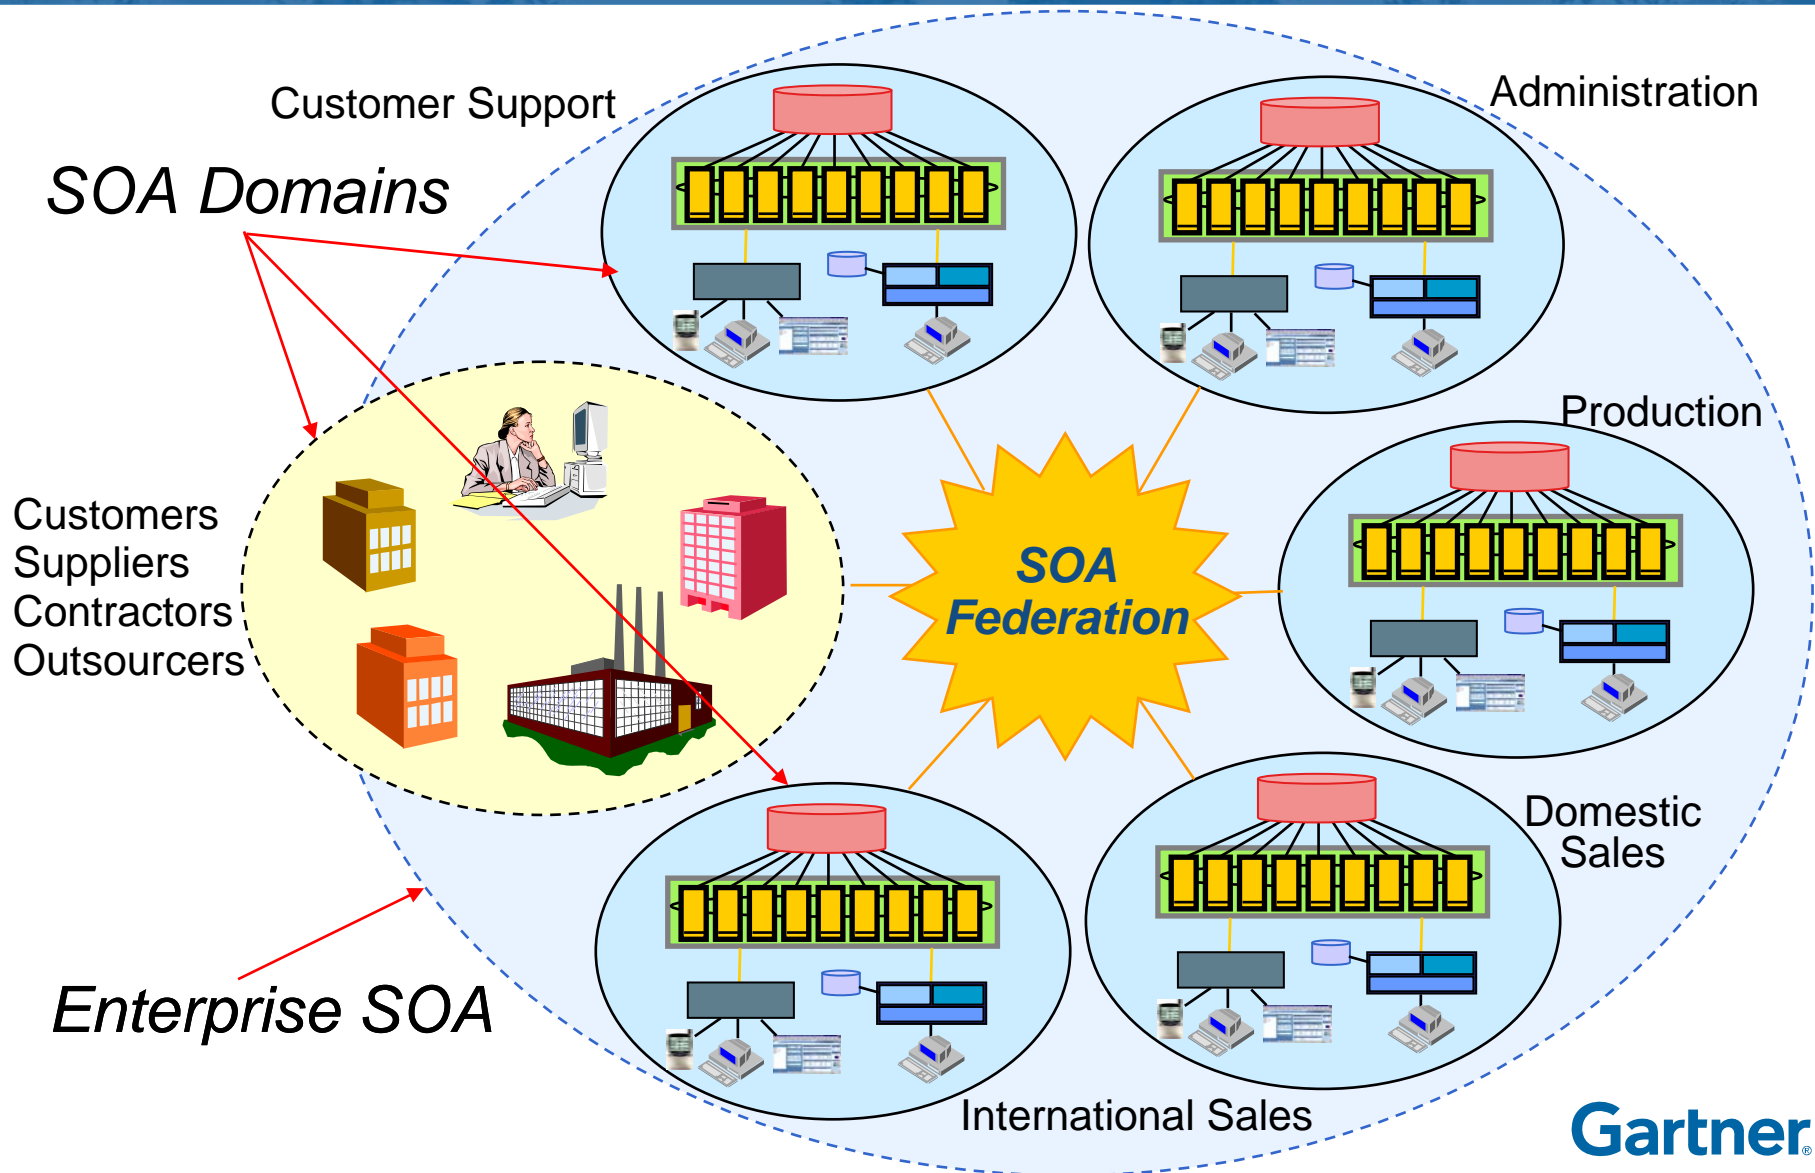 Customer Support
Administration
SOA Domains
Production
Customers
Suppliers
Contractors
Outsourcers
SOA
Federation
Domestic
Sales
Enterprise SOA
International Sales
Gartner®